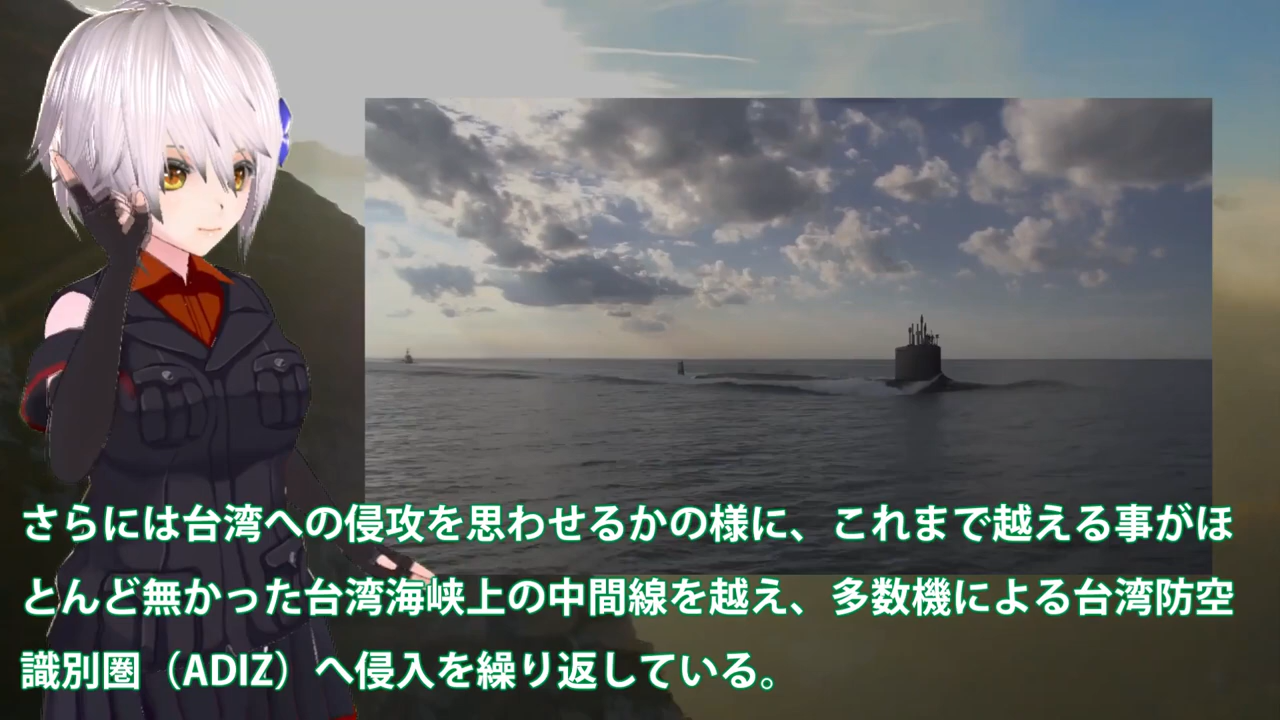 さらには台湾への侵攻を思わせるかの様に、これまで越える事がほ
とんど無かった台湾海峡上の中間線を越え、多数機による台湾防空
識別圏（ADIZ）へ侵入を繰り返している。